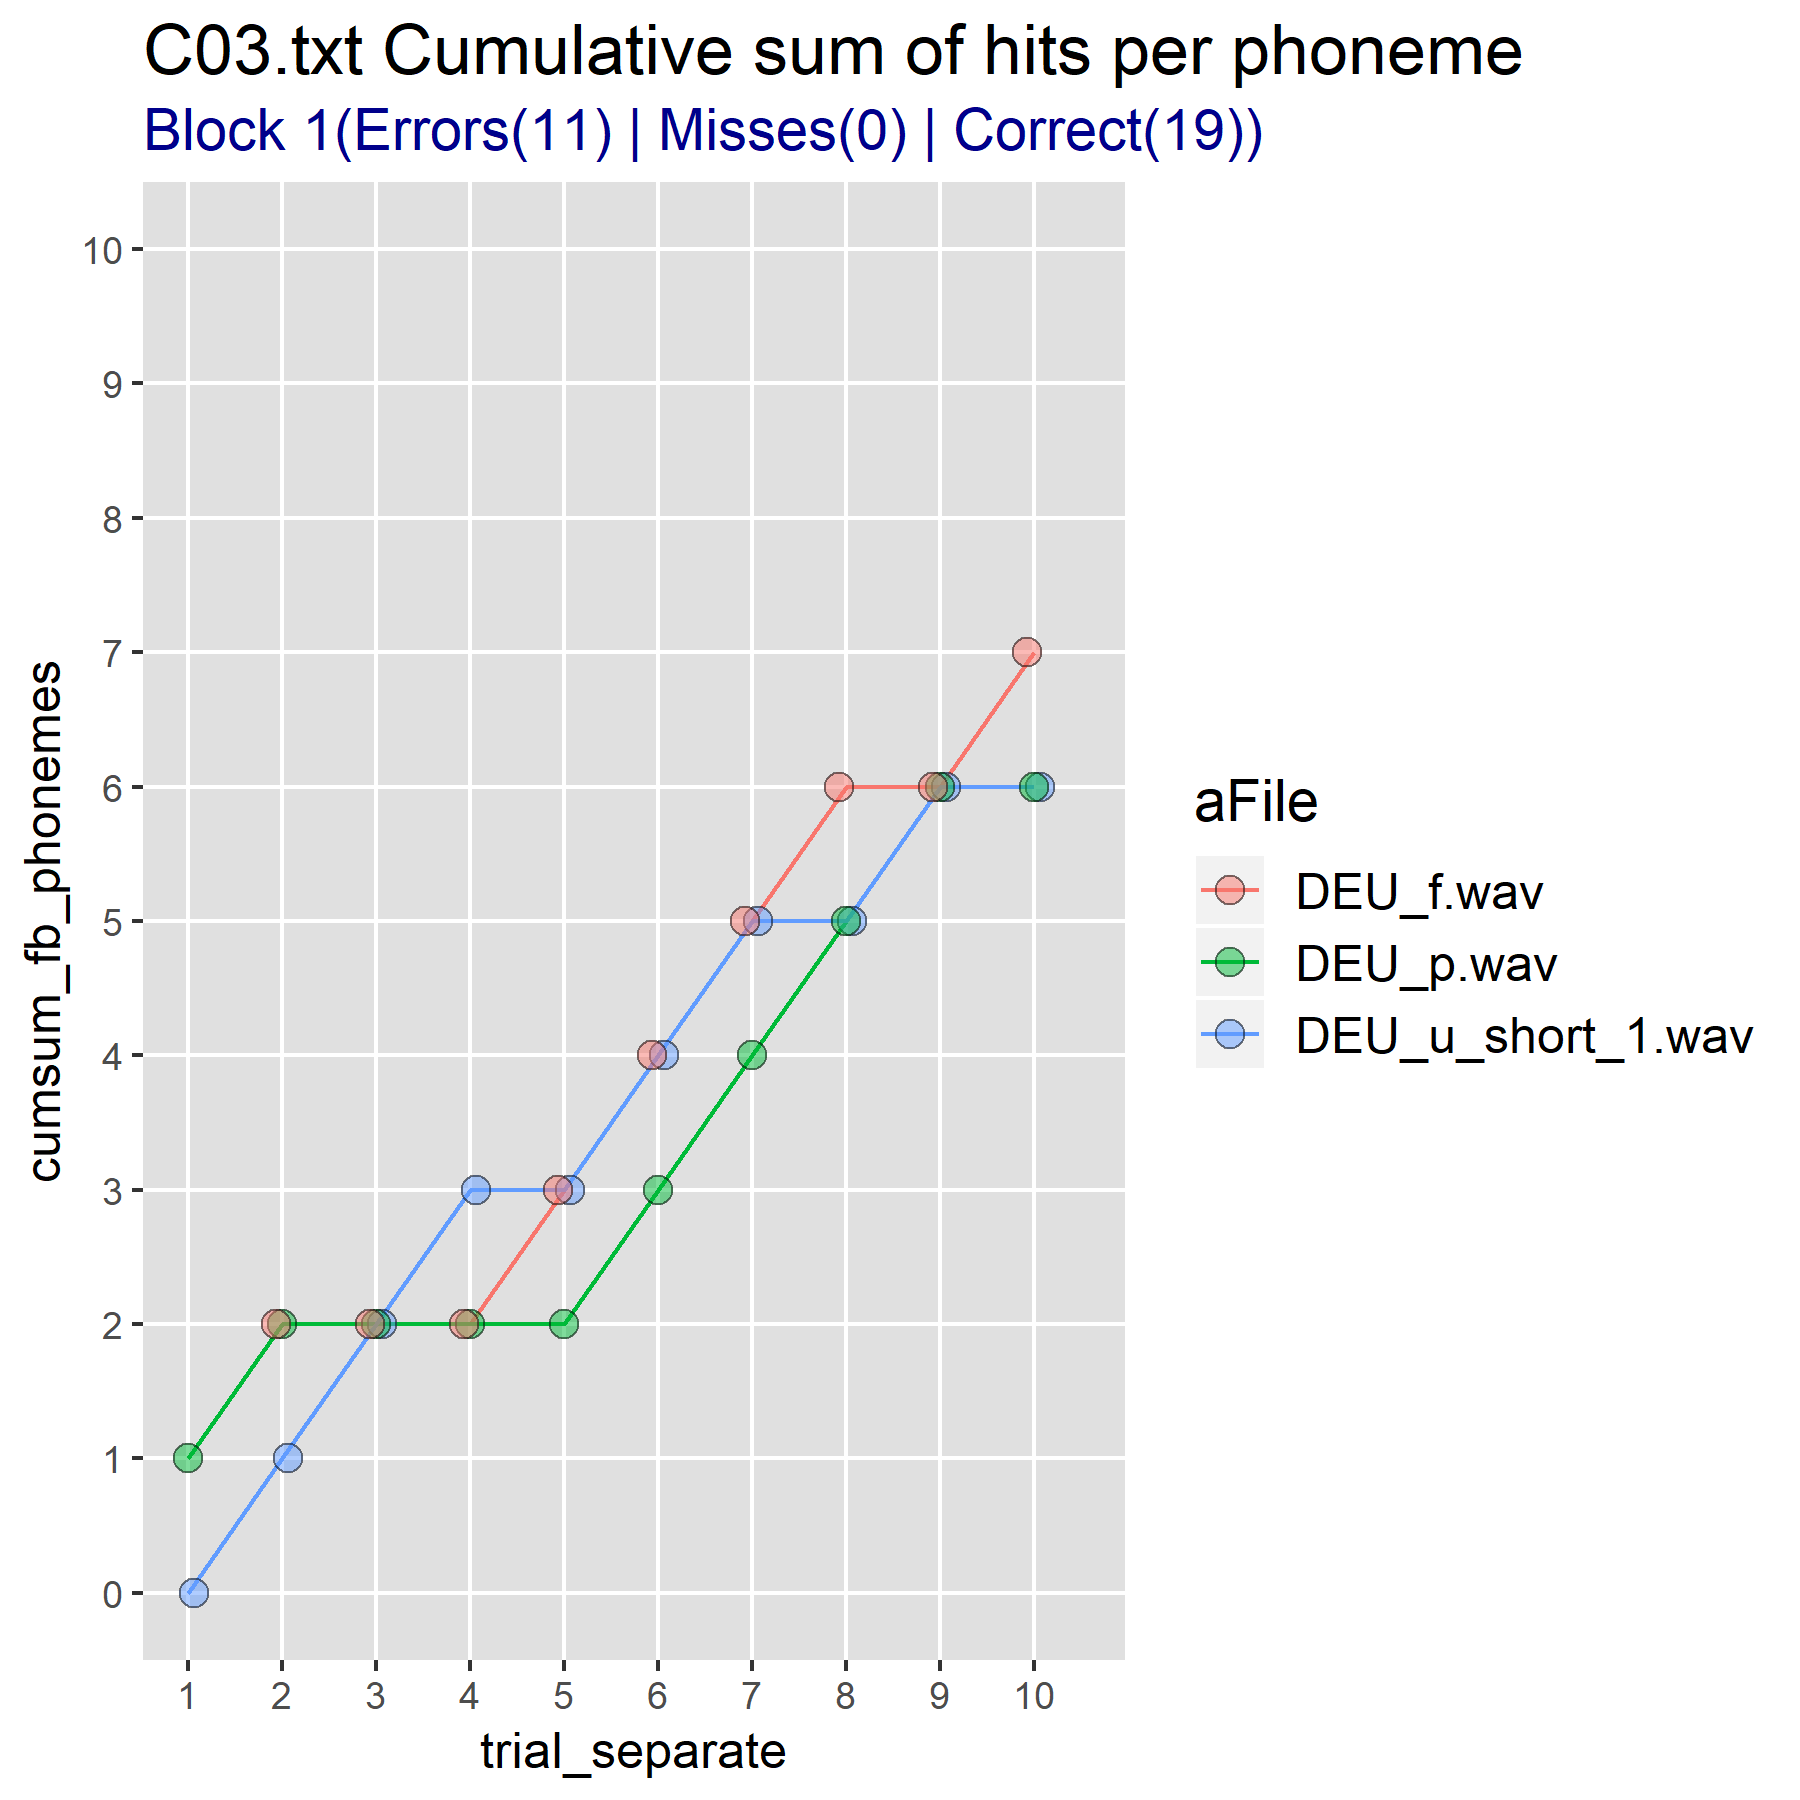 C03.txt Cumulative sum of hits per phoneme
Block 1(Errors(11) | Misses(0) | Correct(19))
cumsum_fb_phonemes
10
9
8
7
6
5
4
3
2
1
0
1 2 3 4 5 6 7 8 9 10
trial_separate
aFile
DEU_f.wav
DEU_p.wav
DEU_u_short_1.wav